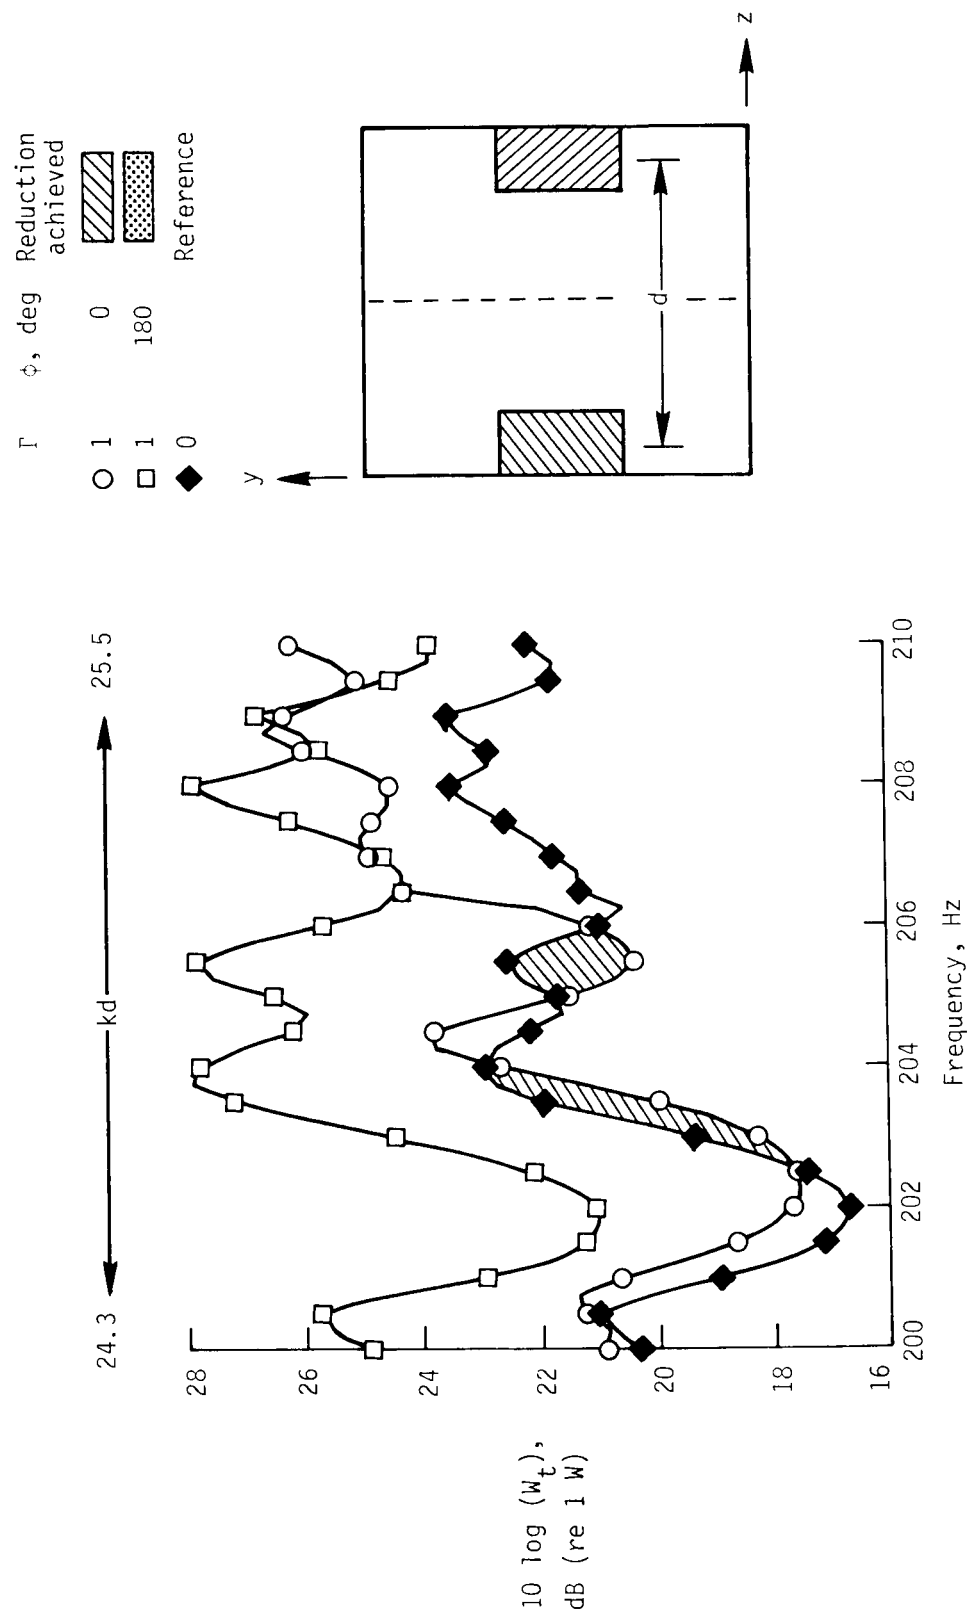 Γ ϕ, deg Reduction
achieved
1 0
1 180
0 Reference
y
d
z
24.3 kd 25.5
28
26
24
22
20
18
16
10 log (Wt),
dB (re 1 W)
200 202 204 206 208 210
Frequency, Hz